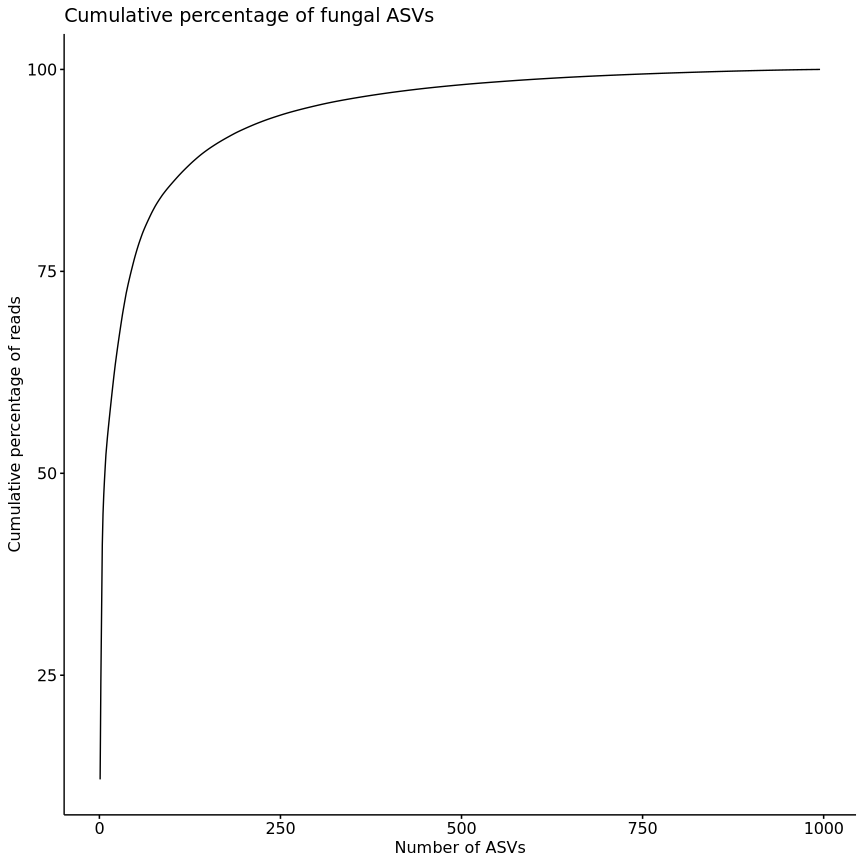 Cumulative percentage of fungal ASVs
Cumulative percentage of reads
100
75
50
25
0 250 500 750 1000
Number of ASVs